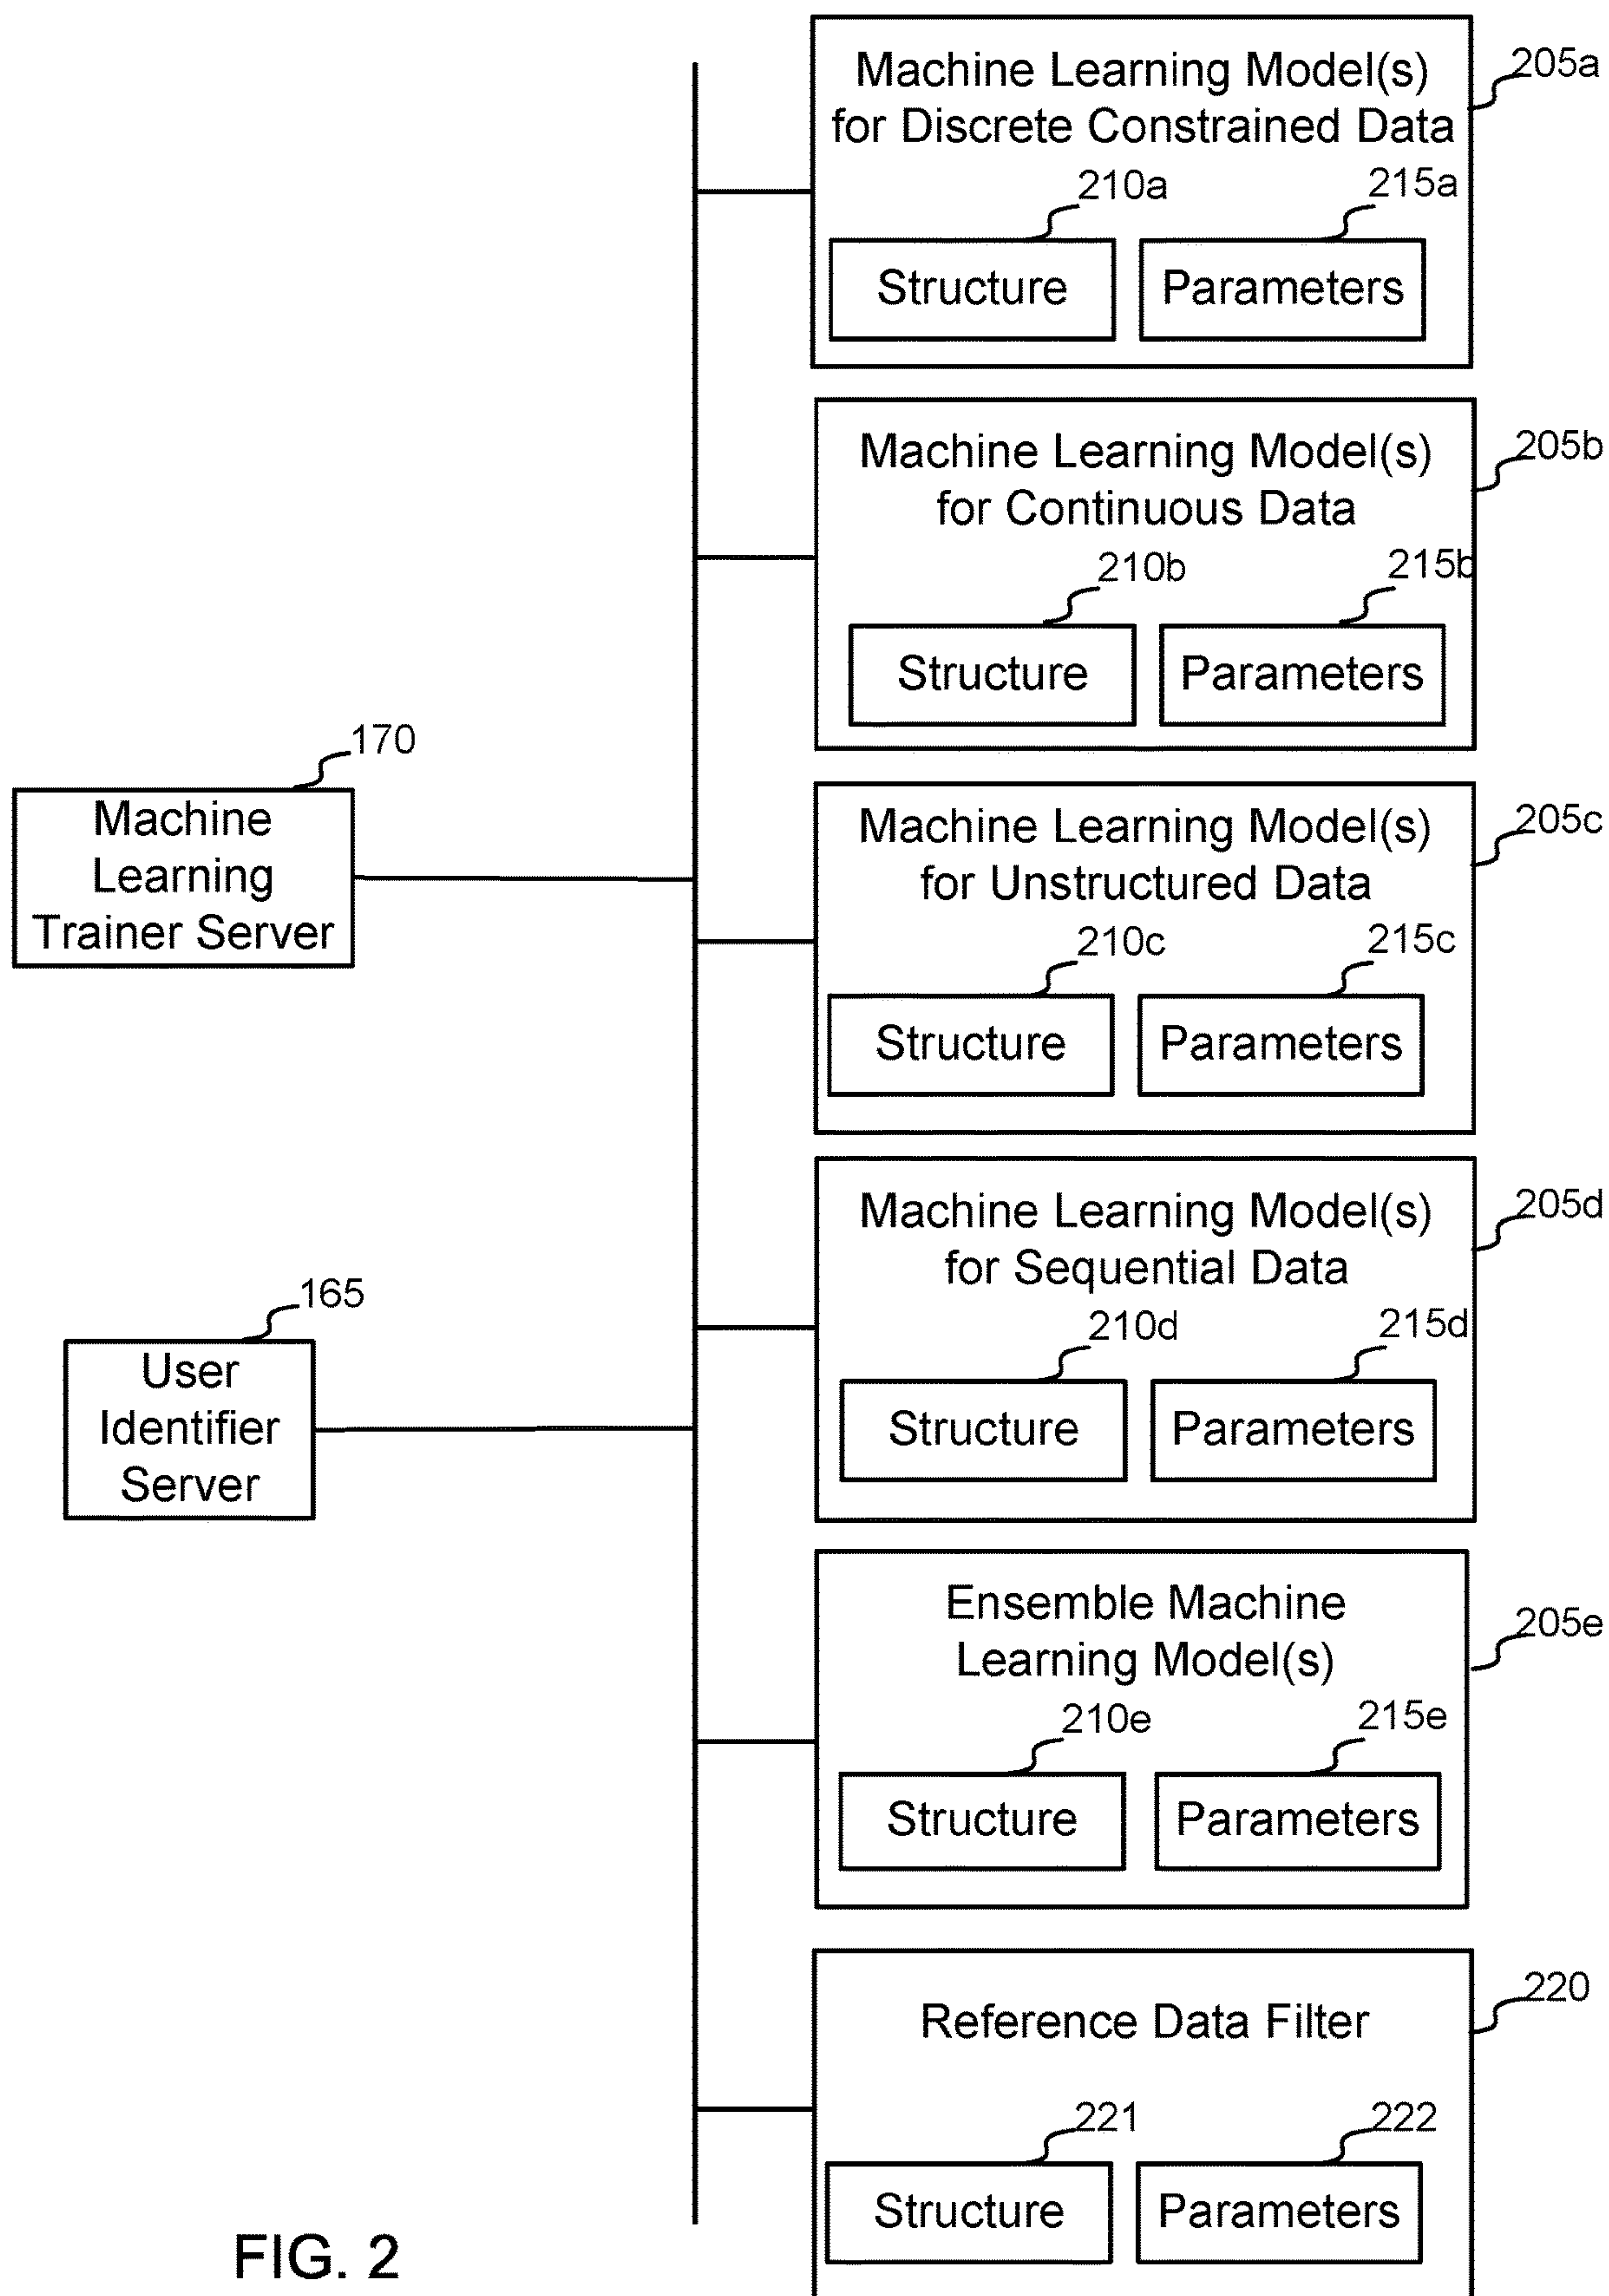 Machine Learning Model(s)
for Discrete Constrained Data
205a
210a
215a
Structure
Parameters
Machine Learning Model(s)
for Continuous Data
205b
210b
215b
Structure
Parameters
170
Machine
Learning
Trainer Server
Machine Learning Model(s)
for Unstructured Data
205c
210c
215c
Structure
Parameters
Machine Learning Model(s)
for Sequential Data
205d
210d
215d
Structure
Parameters
165
User
Identifier
Server
Ensemble Machine
Learning Model(s)
205e
210e
215e
Structure
Parameters
Reference Data Filter
220
221
222
Structure
Parameters
FIG. 2